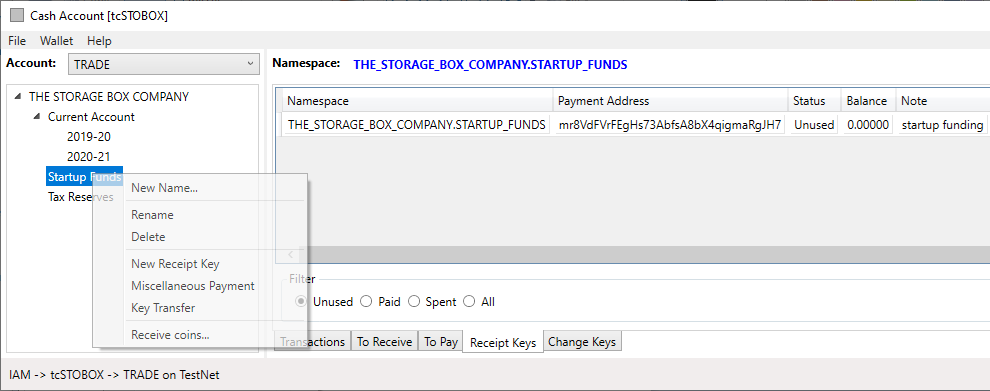 Cash Account [tcSTOBOX]
File Wallet Help
Account: TRADE
THE STORAGE BOX COMPANY
Current Account
2019-20
2020-21
Startup Funds
Tax Reserves
New Name...
Rename
Delete
New Receipt Key
Miscellaneous Payment
Key Transfer
Receive coins...
Namespace: THE_STORAGE_BOX_COMPANY.STARTUP_FUNDS
Namespace Payment Address Status Balance Note
THE_STORAGE_BOX_COMPANY.STARTUP_FUNDS mr8VdFVrFEgHs73AbfsA8bX4qigmaRgJH7 Unused 0.00000 startup funding
Filter
Unused Paid Spent All
Transactions To Receive To Pay Receipt Keys Change Keys
IAM -> tcSTOBOX -> TRADE on TestNet